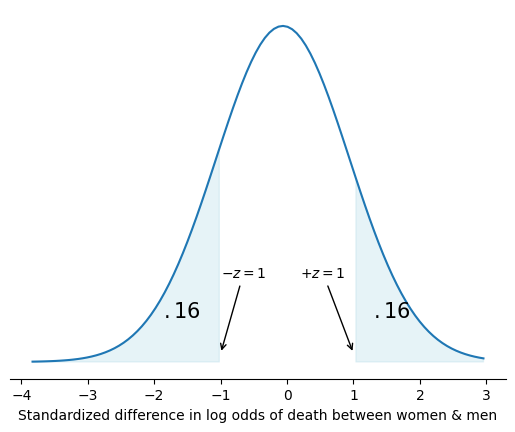 −z = 1
+z = 1
.16
.16
−4 −3 −2 −1 0 1 2 3
Standardized difference in log odds of death between women & men